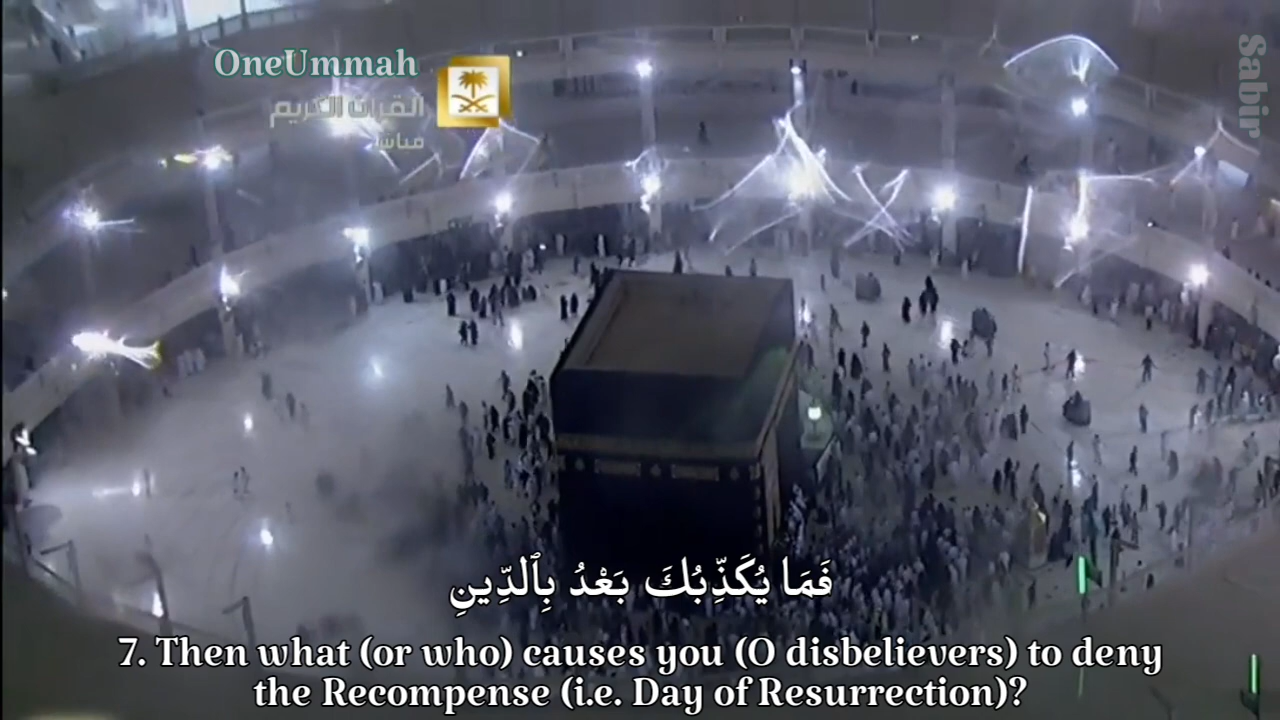 OneUmmah
القرآن الكريم
مباشر
Sabir
فَمَا يُكَذِّبُكَ بَعْدُ بِٱلدِّينِ
7. Then what (or who) causes you (O disbelievers) to deny
the Recompense (i.e. Day of Resurrection)?